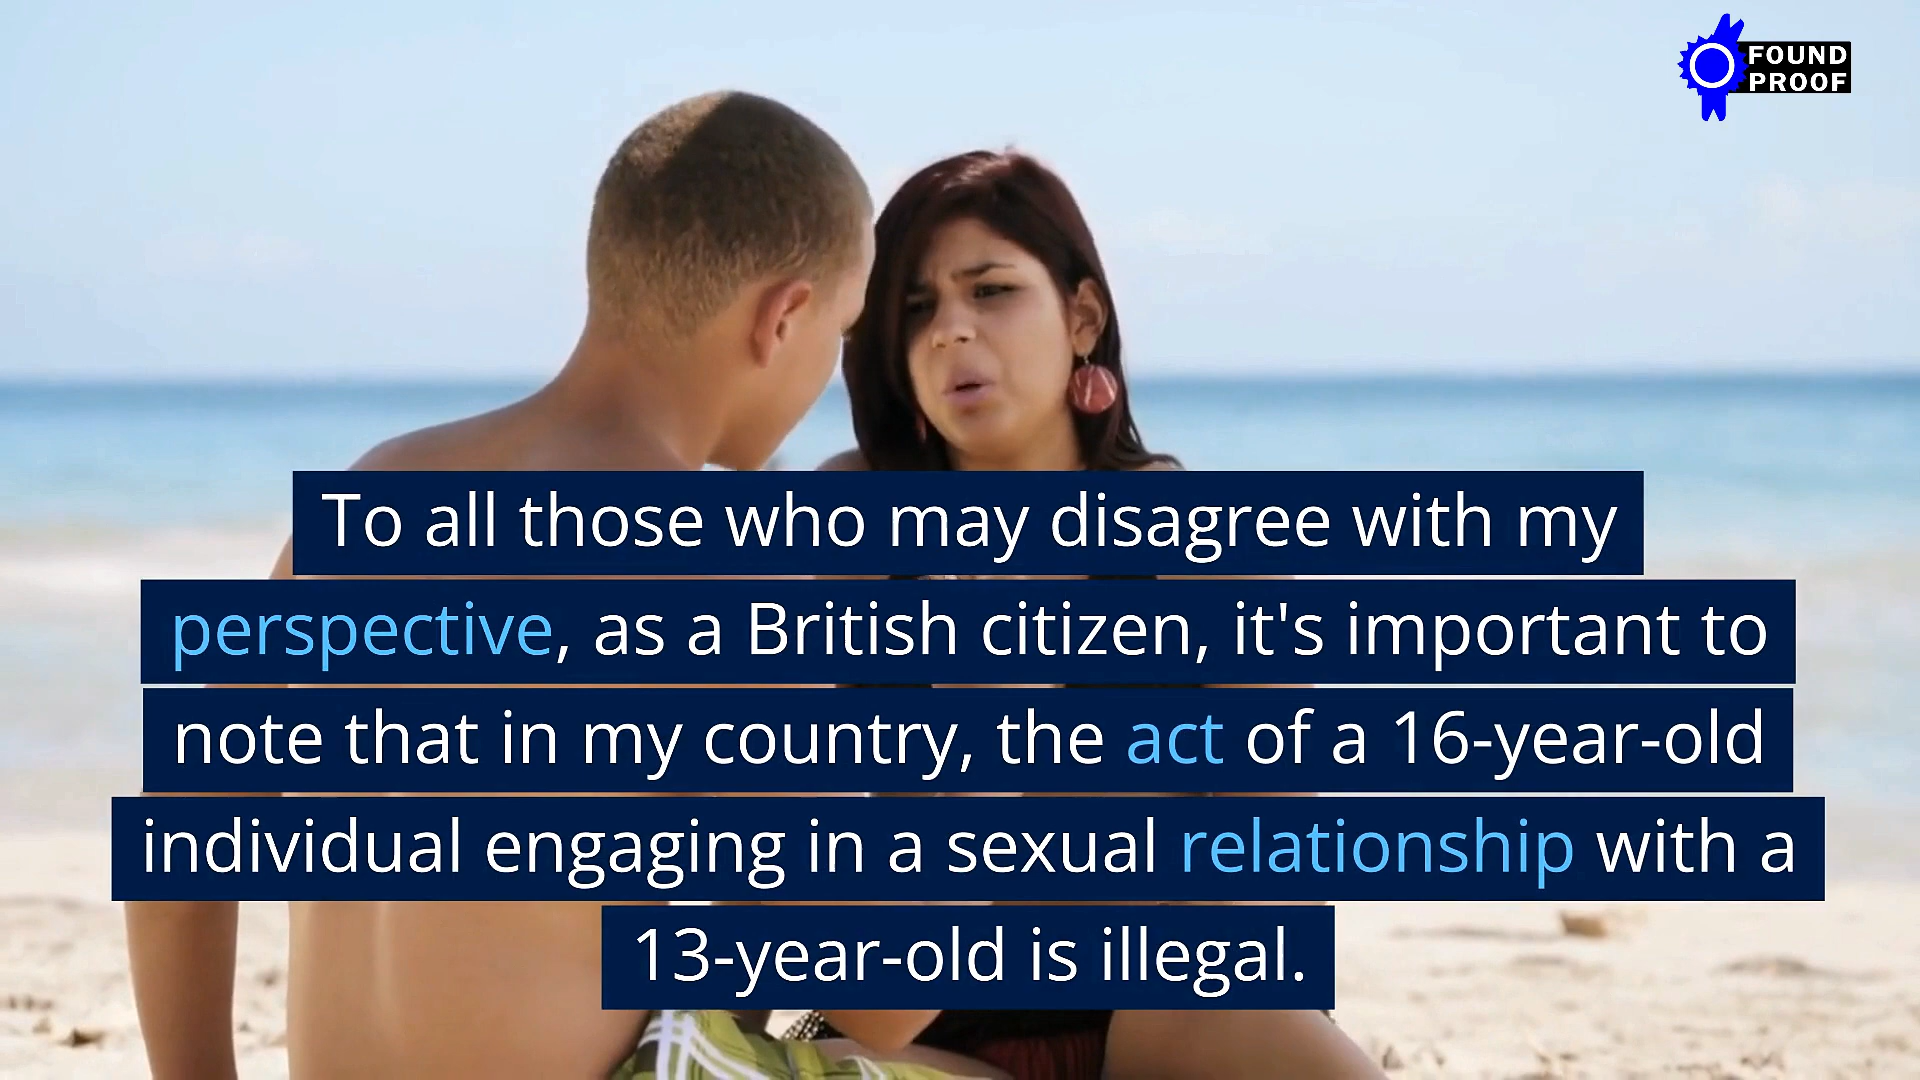 FOUND
PROOF
To all those who may disagree with my
perspective, as a British citizen, it's important to
note that in my country, the act of a 16-year-old
individual engaging in a sexual relationship with a
13-year-old is illegal.